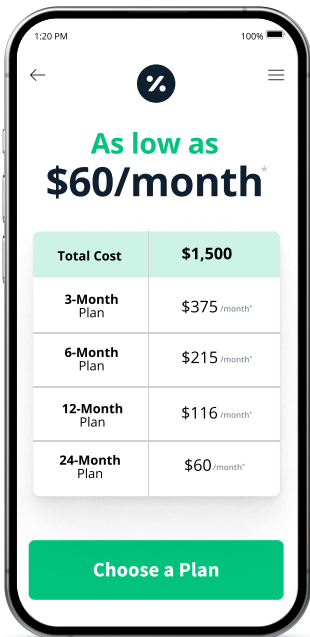 1:20 PM 100%
As low as
$60/month*
Total Cost $1,500
3-Month
Plan
$375 /month*
6-Month
Plan
$215 /month*
12-Month
Plan
$116 /month*
24-Month
Plan
$60 /month*
Choose a Plan